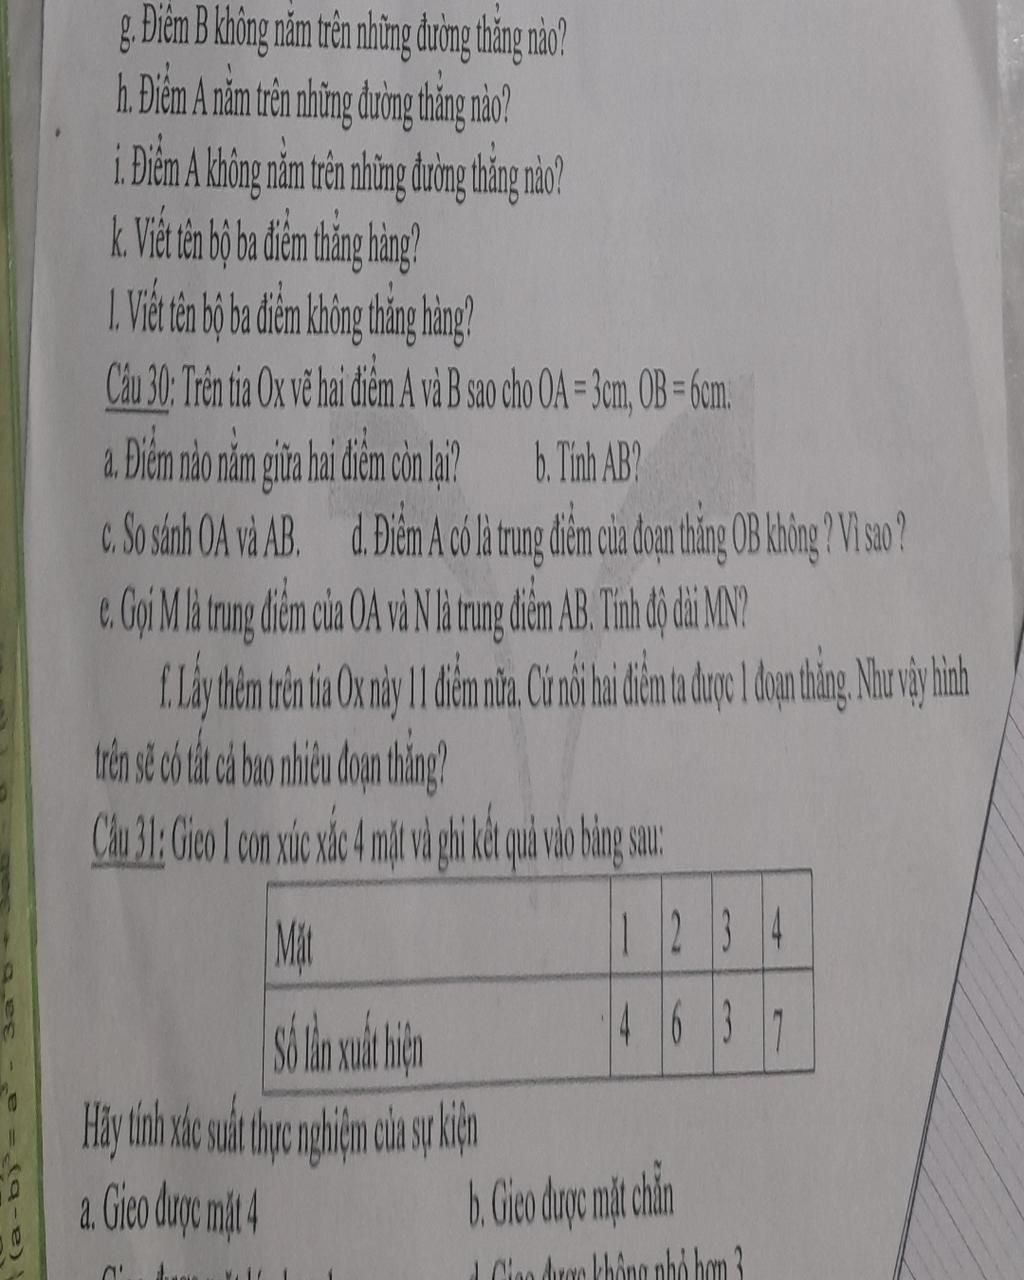 g. Điểm B không nằm trên những đường thẳng nào?
h. Điểm A nằm trên những đường thẳng nào?
i. Điểm A không nằm trên những đường thẳng nào?
k. Viết tên bộ ba điểm thẳng hàng?
l. Viết tên bộ ba điểm không thẳng hàng?
Câu 30: Trên tia Ox vẽ hai điểm A và B sao cho OA = 3cm, OB = 6cm.
a. Điểm nào nằm giữa hai điểm còn lại? b. Tính AB?
c. So sánh OA và AB. d. Điểm A có là trung điểm của đoạn thẳng OB không ? Vì sao ?
e. Gọi M là trung điểm của OA và N là trung điểm AB. Tính độ dài MN?
f. Lấy thêm trên tia Ox này 11 điểm nữa. Cứ nối hai điểm ta được 1 đoạn thẳng. Như vậy hình
trên sẽ có tất cả bao nhiêu đoạn thẳng?
Câu 31: Gieo 1 con xúc xắc 4 mặt và ghi kết quả vào bảng sau:
Mặt 1 2 3 4
Số lần xuất hiện 4 6 3 7
Hãy tính xác suất thực nghiệm của sự kiện
a. Gieo được mặt 4 b. Gieo được mặt chẵn
d. Gieo được không nhỏ hơn 3
(a - b)³ = a³ - 3a b +